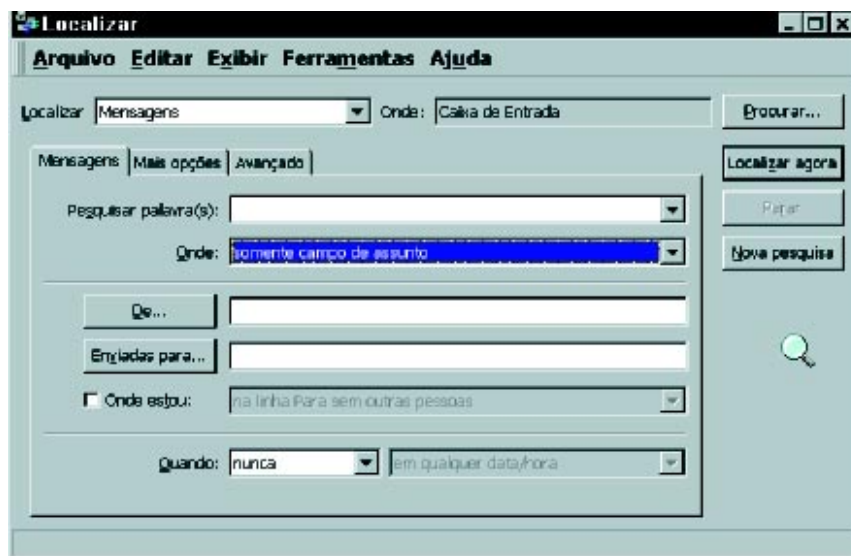 Localizar
Arquivo Editar Exibir Ferramentas Ajuda
Localizar Mensagens Onde: Caixa de Entrada Procurar...
Mensagens Mais opções Avançado Localizar agora
Pesquisar palavra(s): Parar
Onde: somente campo de assunto Nova pesquisa
De...
Enviadas para...
Onde estou: na linha Para sem outras pessoas
Quando: nunca em qualquer data/hora